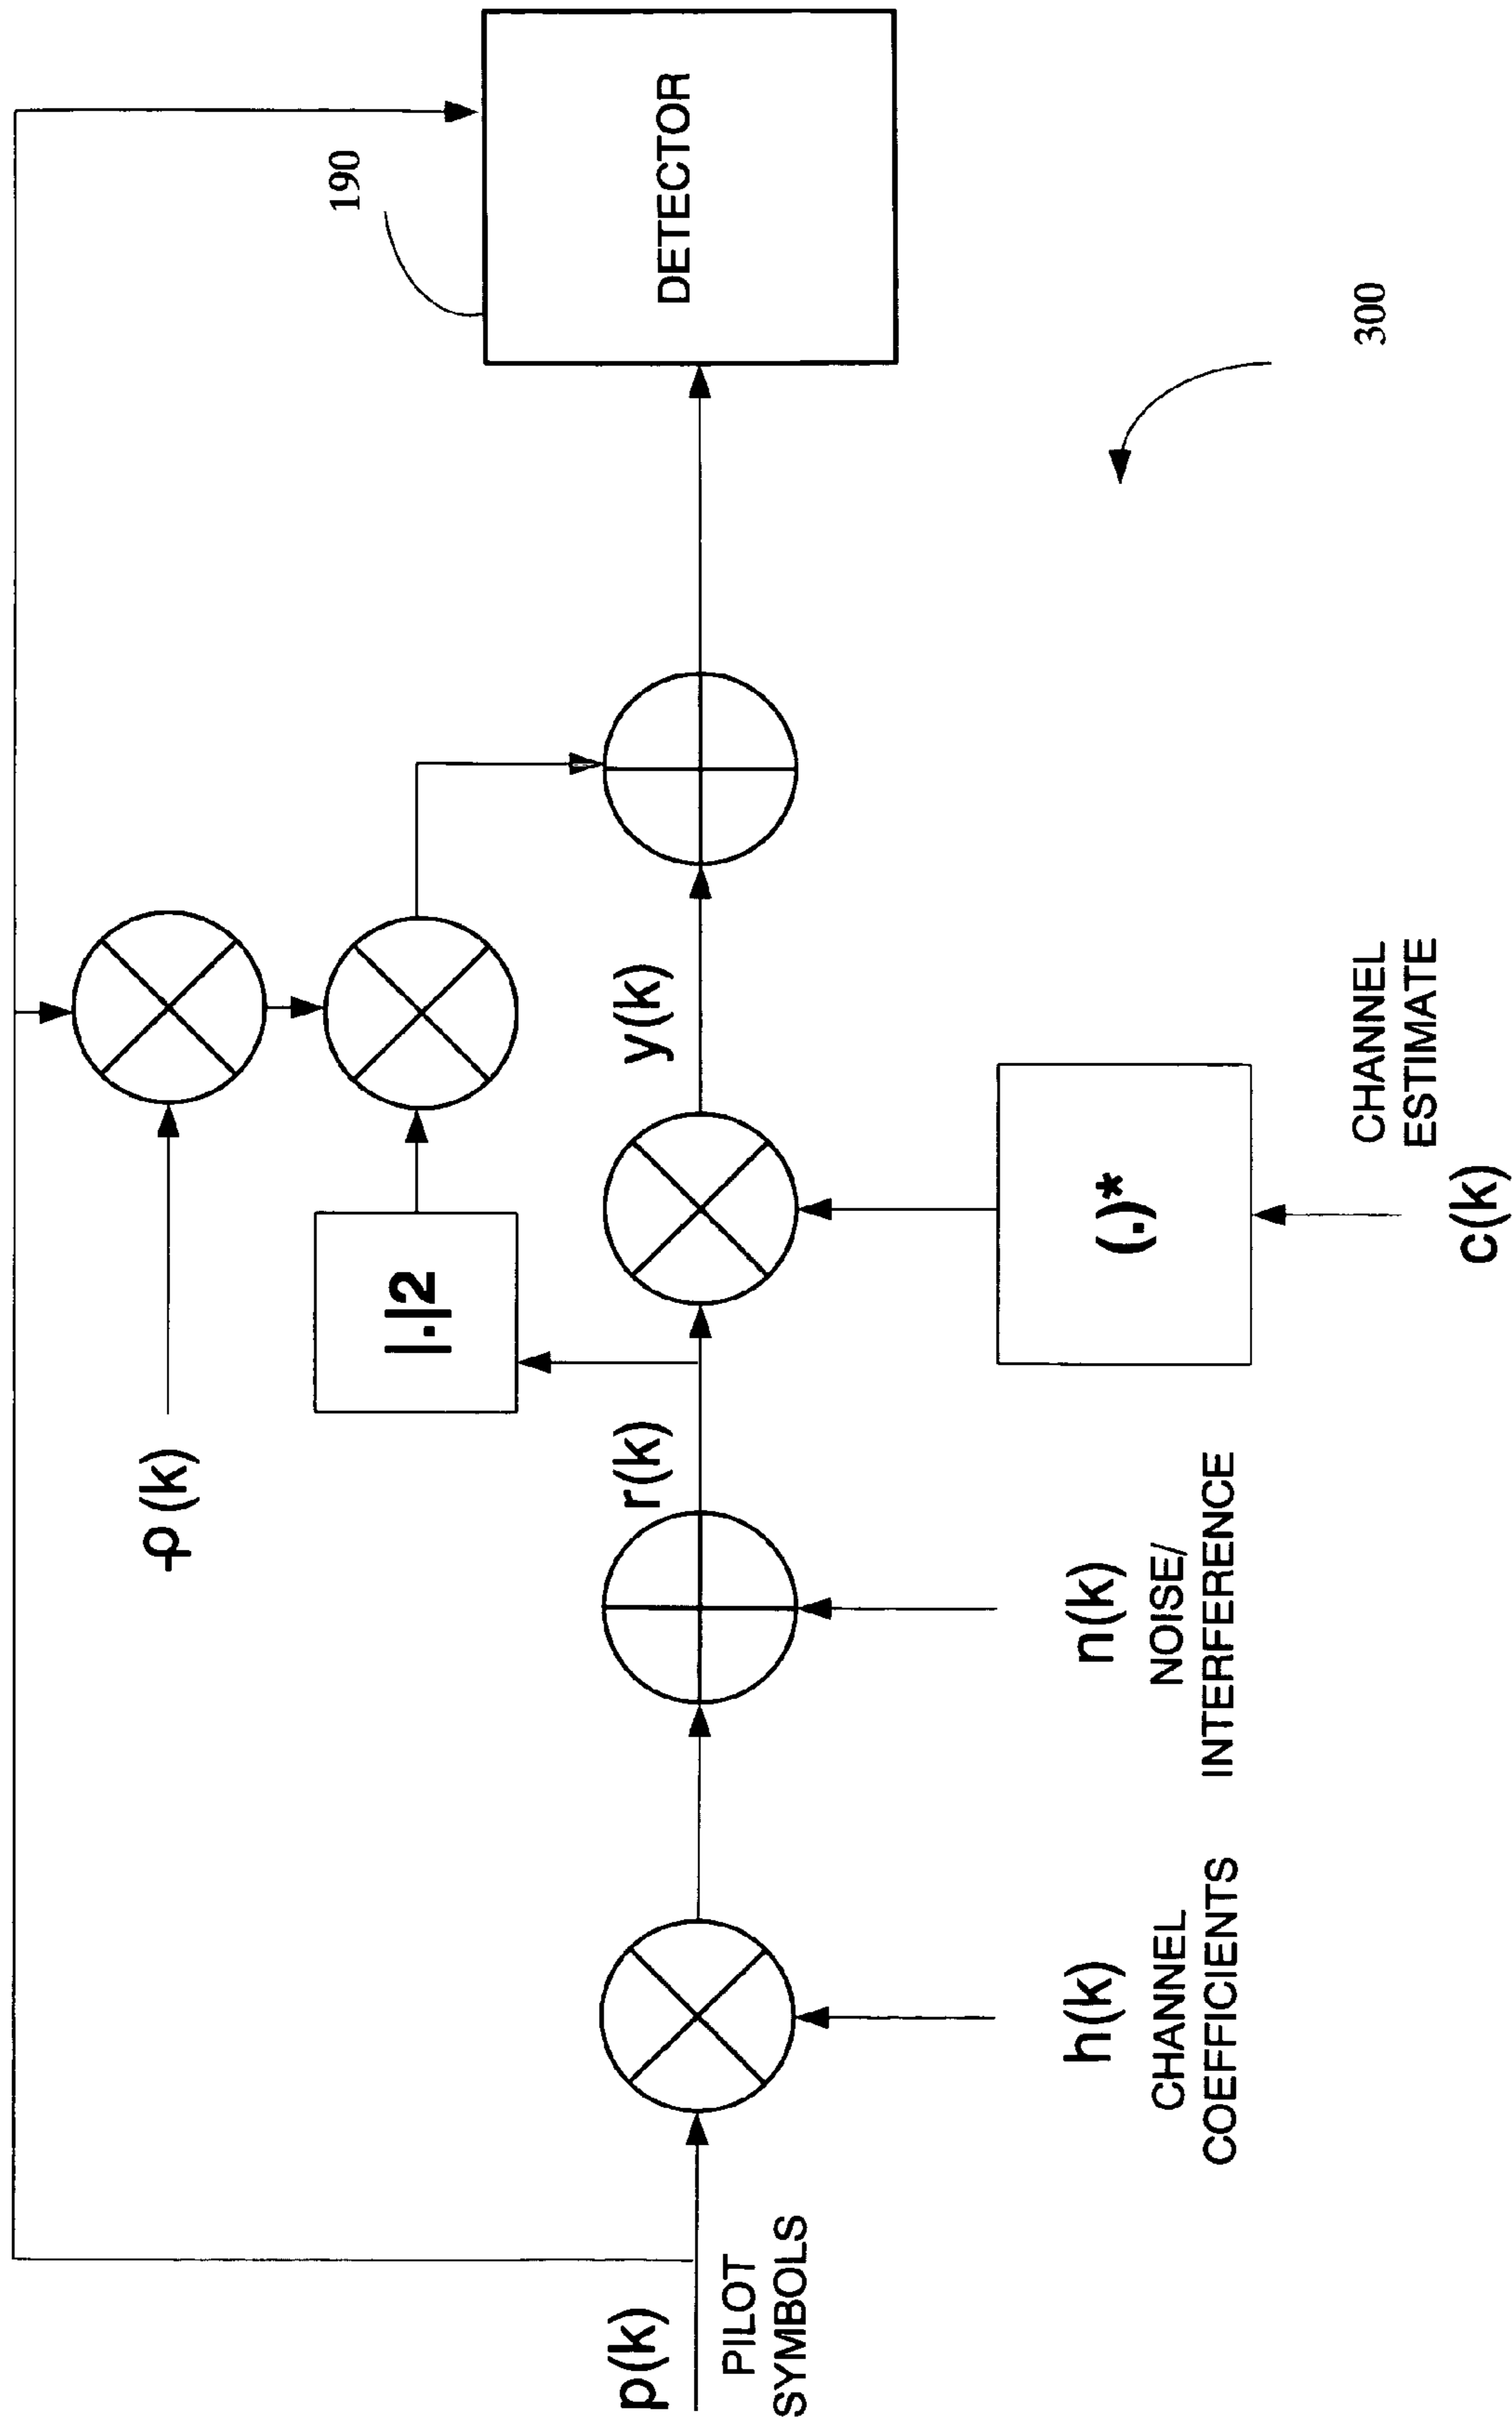 p(k)
PILOT
SYMBOLS
h(k)
CHANNEL
COEFFICIENTS
n(k)
NOISE/
INTERFERENCE
r(k)
|.|2
ρ(k)
y(k)
(.)*
c(k)
CHANNEL
ESTIMATE
190
DETECTOR
300